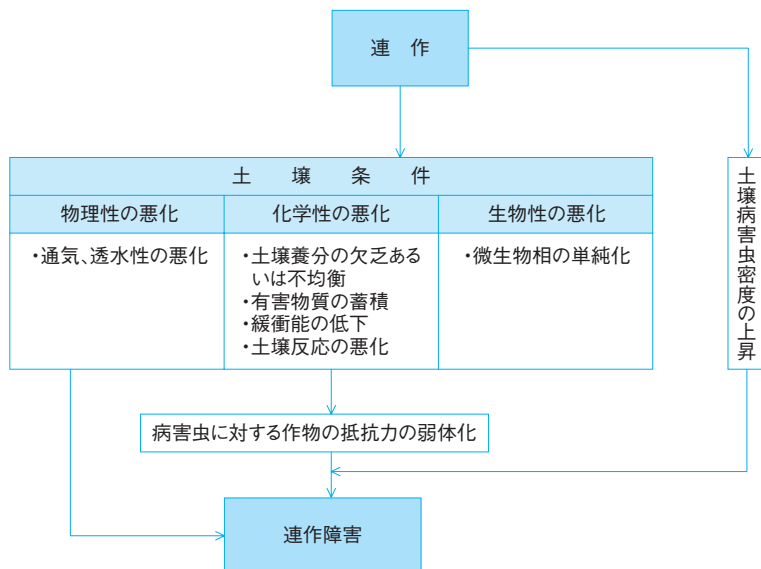 連　作
土　壌　条　件
物理性の悪化
化学性の悪化
生物性の悪化
・通気、透水性の悪化
・土壌養分の欠乏ある
いは不均衡
・有害物質の蓄積
・緩衝能の低下
・土壌反応の悪化
・微生物相の単純化
土壌病害虫密度の上昇
病害虫に対する作物の抵抗力の弱体化
連作障害